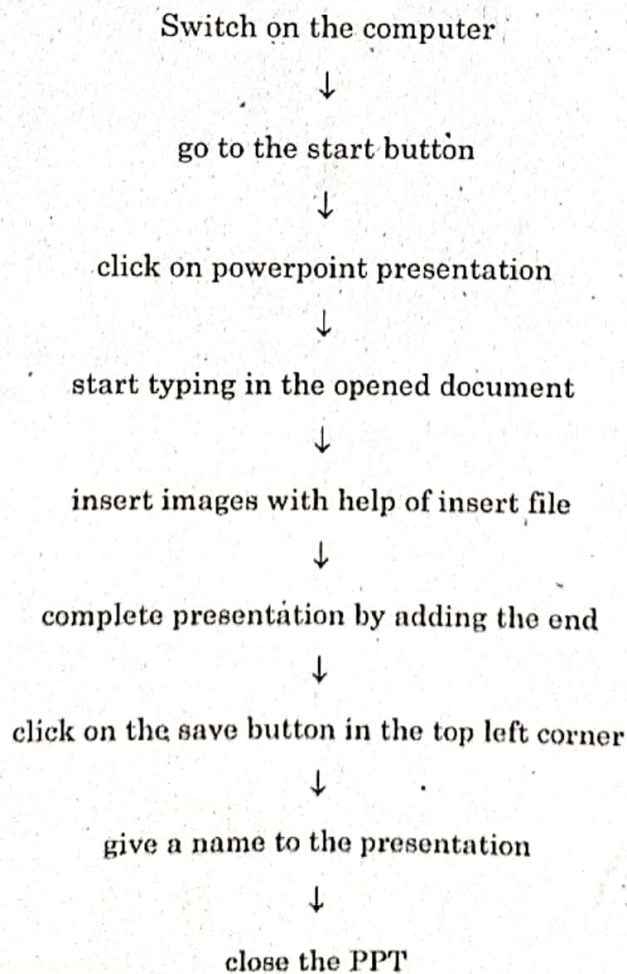 Switch on the computer
↓
go to the start button
↓
click on powerpoint presentation
↓
start typing in the opened document
↓
insert images with help of insert file
↓
complete presentation by adding the end
↓
click on the save button in the top left corner
↓
give a name to the presentation
↓
close the PPT